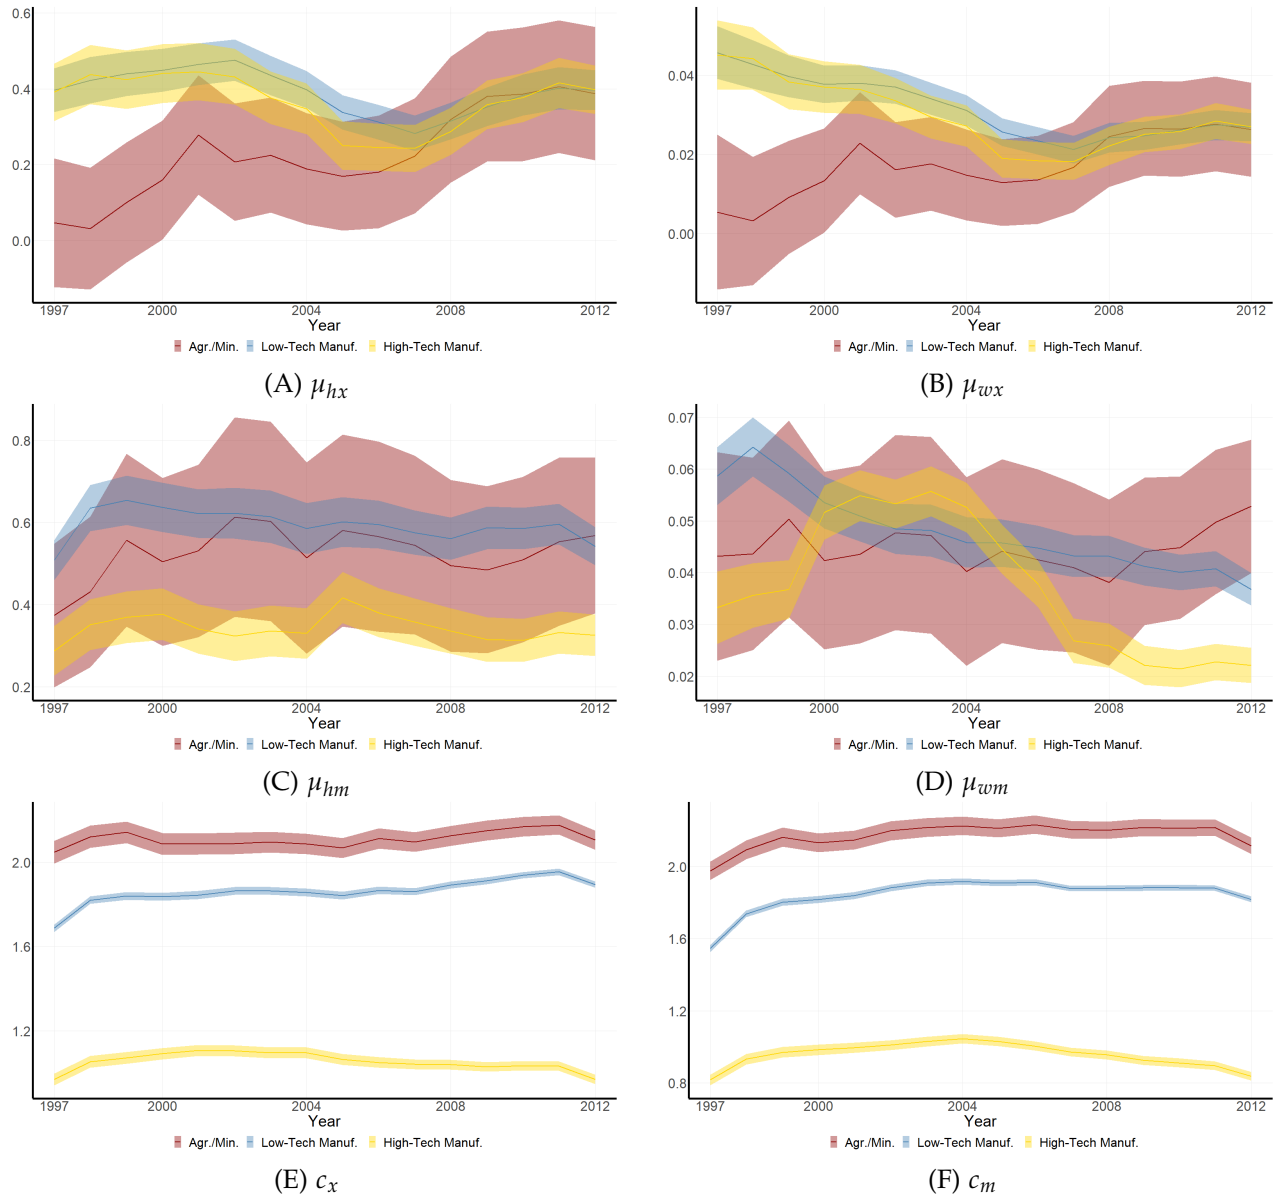 0.6
0.4
0.2
0.0
1997 2000 2004 2008 2012
Year
Agr./Min. Low-Tech Manuf. High-Tech Manuf.
(A) μhx
0.04
0.02
0.00
1997 2000 2004 2008 2012
Year
Agr./Min. Low-Tech Manuf. High-Tech Manuf.
(B) μwx
0.8
0.6
0.4
0.2
1997 2000 2004 2008 2012
Year
Agr./Min. Low-Tech Manuf. High-Tech Manuf.
(C) μhm
0.07
0.06
0.05
0.04
0.03
0.02
1997 2000 2004 2008 2012
Year
Agr./Min. Low-Tech Manuf. High-Tech Manuf.
(D) μwm
2.0
1.6
1.2
1997 2000 2004 2008 2012
Year
Agr./Min. Low-Tech Manuf. High-Tech Manuf.
(E) cx
2.0
1.6
1.2
0.8
1997 2000 2004 2008 2012
Year
Agr./Min. Low-Tech Manuf. High-Tech Manuf.
(F) cm